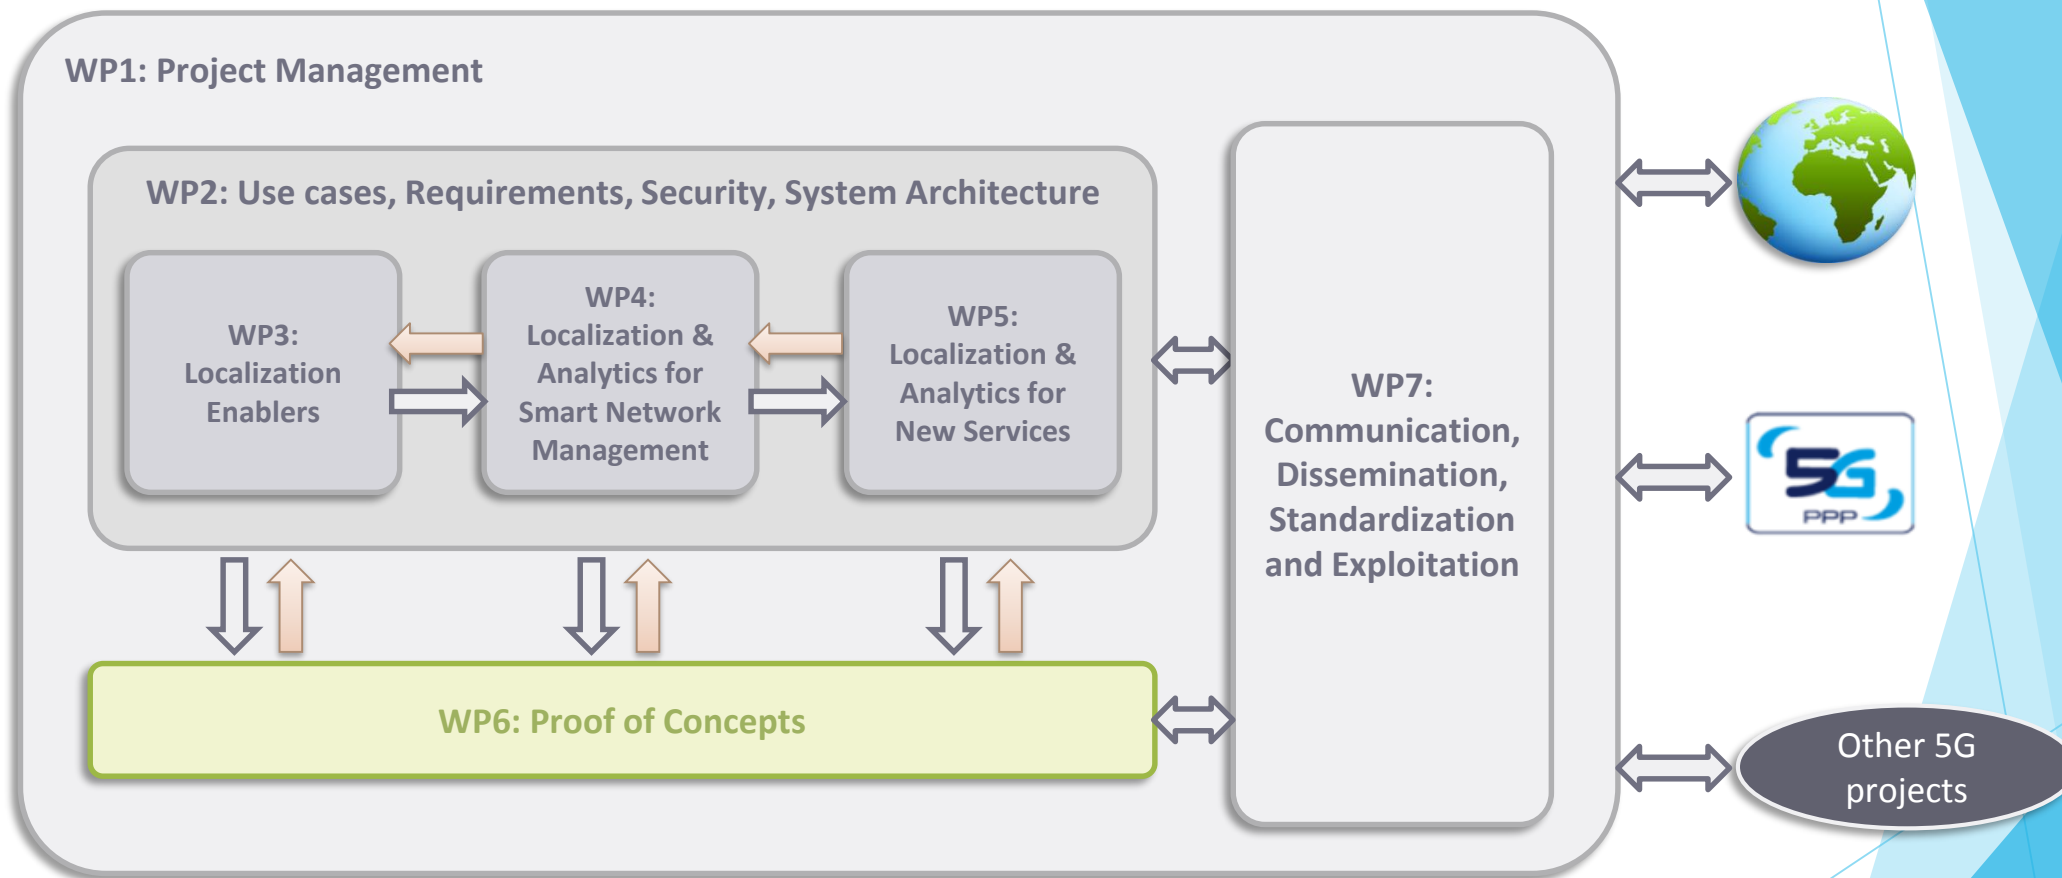 WP1: Project Management
WP2: Use cases, Requirements, Security, System Architecture
WP3:
Localization
Enablers
WP4:
Localization &
Analytics for
Smart Network
Management
WP5:
Localization &
Analytics for
New Services
WP6: Proof of Concepts
WP7:
Communication,
Dissemination,
Standardization
and Exploitation
5G
PPP
Other 5G
projects